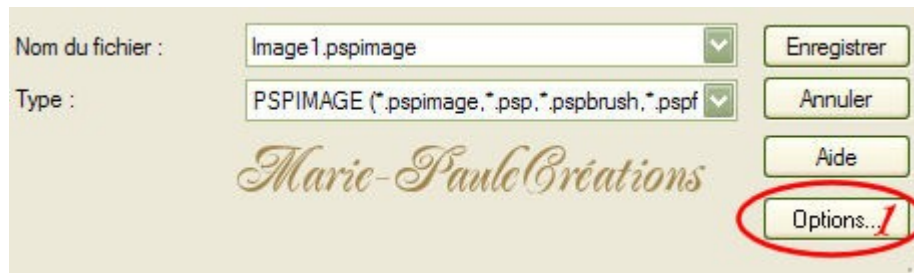 Nom du fichier : Image1.pspimage Enregistrer
Type : PSPIMAGE (*.pspimage,*.psp,*.pspbrush,*.pspf Annuler
Aide
Marie-PauleCréations
Options... 1